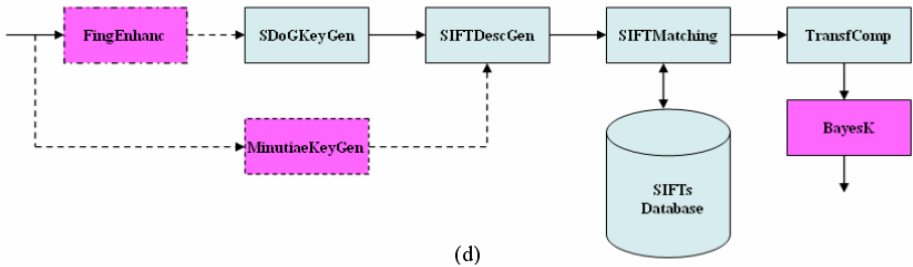 FingEnhanc
SDoGKeyGen
SIFTDescGen
SIFTMatching
TransfComp
MinutiaeKeyGen
BayesK
SIFTs
Database
(d)